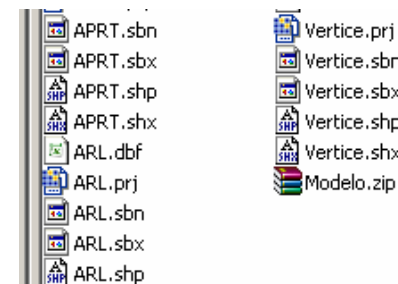 APRT.sbn
APRT.sbx
APRT.shp
APRT.shx
ARL.dbf
ARL.prj
ARL.sbn
ARL.sbx
ARL.shp
Vertice.prj
Vertice.sbn
Vertice.sbx
Vertice.shp
Vertice.shx
Modelo.zip